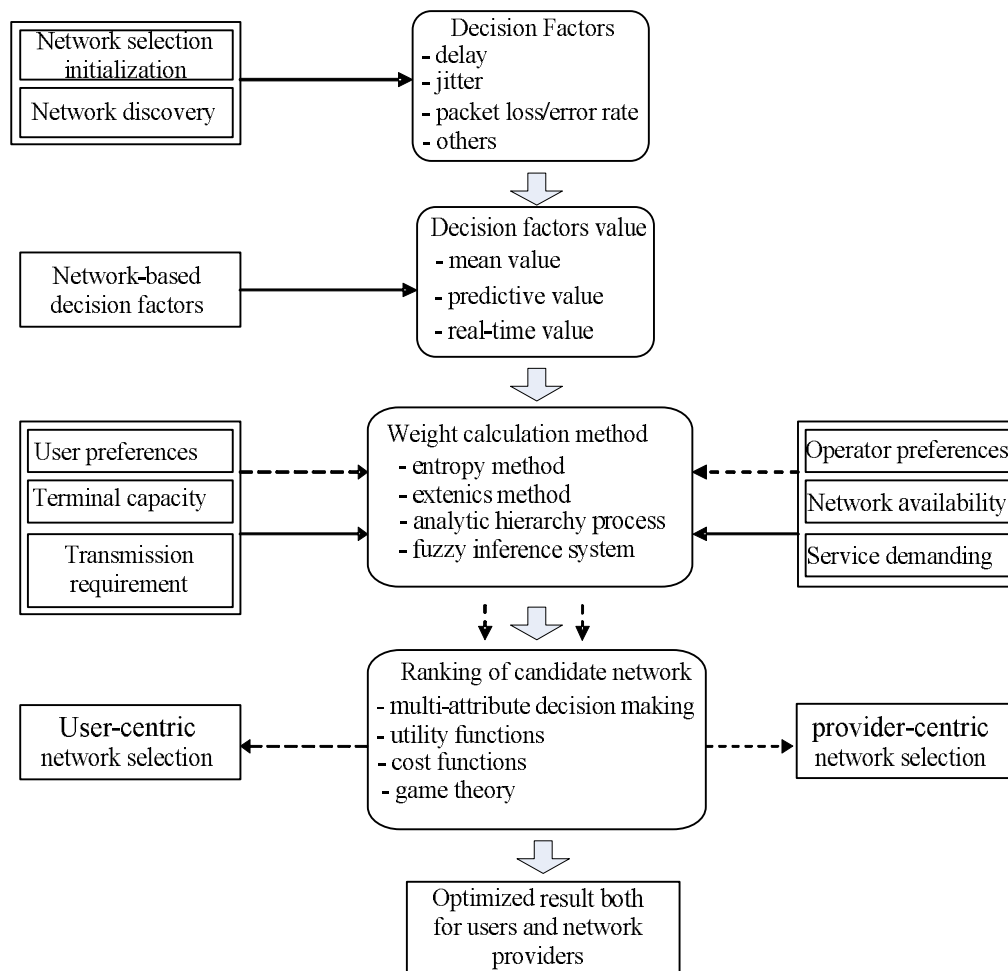 Network selection
initialization
Network discovery
Decision Factors
- delay
- jitter
- packet loss/error rate
- others
Network-based
decision factors
Decision factors value
- mean value
- predictive value
- real-time value
User preferences
Terminal capacity
Transmission
requirement
Weight calculation method
- entropy method
- extenics method
- analytic hierarchy process
- fuzzy inference system
Operator preferences
Network availability
Service demanding
User-centric
network selection
Ranking of candidate network
- multi-attribute decision making
- utility functions
- cost functions
- game theory
provider-centric
network selection
Optimized result both
for users and network
providers